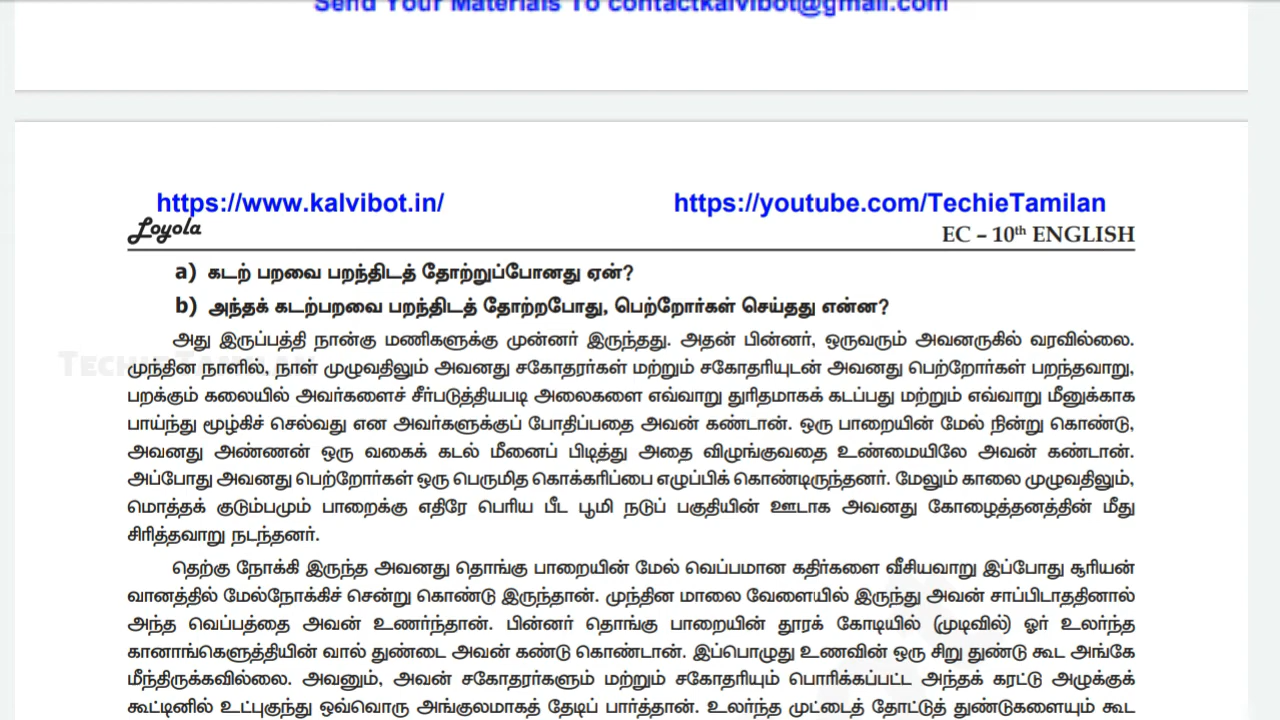 Send Your Materials To contactkalvibot@gmail.com
https://www.kalvibot.in/ https://youtube.com/TechieTamilan
Loyola EC – 10th ENGLISH
a) கடற் பறவை பறந்திடத் தோற்றுப்போனது ஏன்?
b) அந்தக் கடற்பறவை பறந்திடத் தோற்றபோது, பெற்றோர்கள் செய்தது என்ன?
அது இருப்பத்தி நான்கு மணிகளுக்கு முன்னர் இருந்தது. அதன் பின்னர், ஒருவரும் அவனருகில் வரவில்லை.
TECHIETAMILAN
முந்தின நாளில், நாள் முழுவதிலும் அவனது சகோதரர்கள் மற்றும் சகோதரியுடன் அவனது பெற்றோர்கள் பறந்தவாறு,
பறக்கும் கலையில் அவர்களைச் சீர்படுத்தியபடி அலைகளை எவ்வாறு துரிதமாகக் கடப்பது மற்றும் எவ்வாறு மீனுக்காக
பாய்ந்து மூழ்கிச் செல்வது என அவர்களுக்குப் போதிப்பதை அவன் கண்டான். ஒரு பாறையின் மேல் நின்று கொண்டு,
அவனது அண்ணன் ஒரு வகைக் கடல் மீனைப் பிடித்து அதை விழுங்குவதை உண்மையிலே அவன் கண்டான்.
அப்போது அவனது பெற்றோர்கள் ஒரு பெருமித கொக்கரிப்பை எழுப்பிக் கொண்டிருந்தனர். மேலும் காலை முழுவதிலும்,
மொத்தக் குடும்பமும் பாறைக்கு எதிரே பெரிய பீட பூமி நடுப் பகுதியின் ஊடாக அவனது கோழைத்தனத்தின் மீது
சிரித்தவாறு நடந்தனர்.
தெற்கு நோக்கி இருந்த அவனது தொங்கு பாறையின் மேல் வெப்பமான கதிர்களை வீசியவாறு இப்போது சூரியன்
வானத்தில் மேல்நோக்கிச் சென்று கொண்டு இருந்தான். முந்தின மாலை வேளையில் இருந்து அவன் சாப்பிடாததினால்
அந்த வெப்பத்தை அவன் உணர்ந்தான். பின்னர் தொங்கு பாறையின் தூரக் கோடியில் (முடிவில்) ஓர் உலர்ந்த
கானாங்கெளுத்தியின் வால் துண்டை அவன் கண்டு கொண்டான். இப்பொழுது உணவின் ஒரு சிறு துண்டு கூட அங்கே
மீந்திருக்கவில்லை. அவனும், அவன் சகோதரர்களும் மற்றும் சகோதரியும் பொரிக்கப்பட்ட அந்தக் கரட்டு அழுக்குக்
கூட்டினில் உட்புகுந்து ஒவ்வொரு அங்குலமாகத் தேடிப் பார்த்தான். உலர்ந்த முட்டைத் தோட்டுத் துண்டுகளையும் கூட